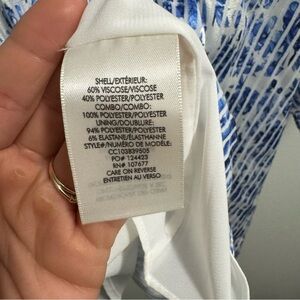 SHELL/EXTÉRIEUR:
60% VISCOSE/VISCOSE
40% POLYESTER/POLYESTER
COMBO/COMBO:
100% POLYESTER/POLYESTER
LINING/DOUBLURE:
94% POLYESTER/POLYESTER
6% ELASTANE/ÉLASTHANNE
STYLE#/NUMÉRO DE MODÈLE:
CC103839505
PO# 124423
RN# 107677
CARE ON REVERSE
ENTRETIEN AU VERSO